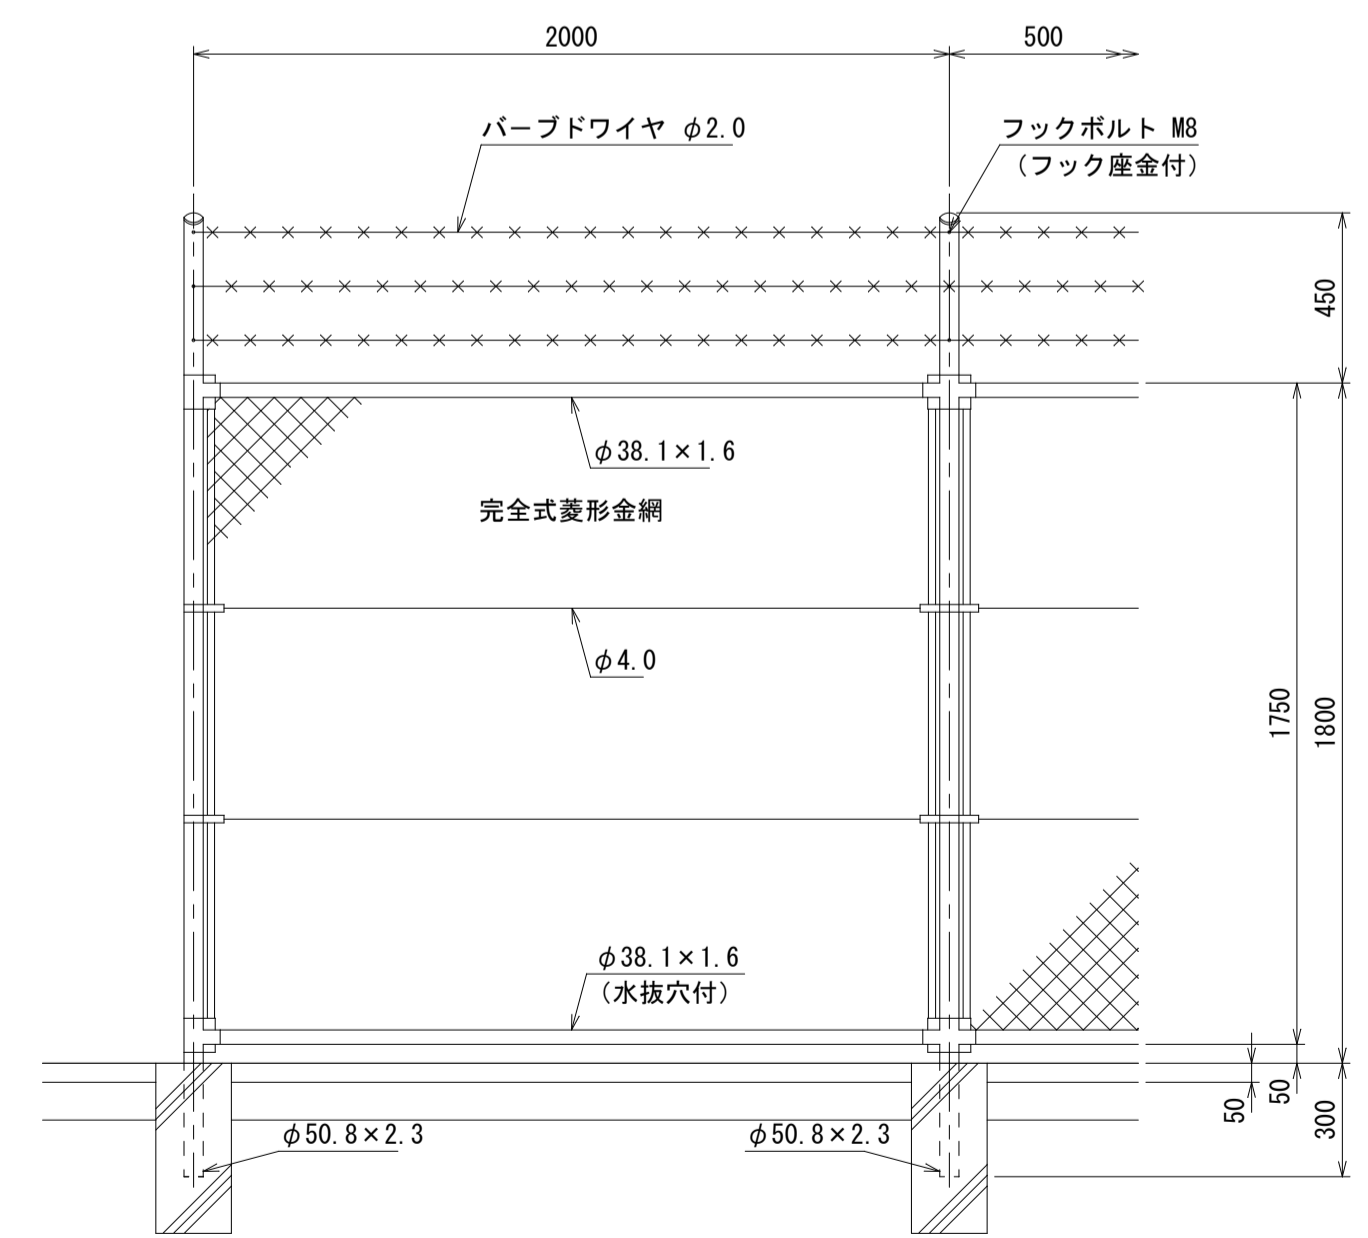 2000
500
バーブドワイヤ φ2.0
フックボルト M8
（フック座金付）
450
φ38.1×1.6
完全式菱形金網
φ4.0
1750
1800
φ38.1×1.6
（水抜穴付）
50
50
300
φ50.8×2.3
φ50.8×2.3